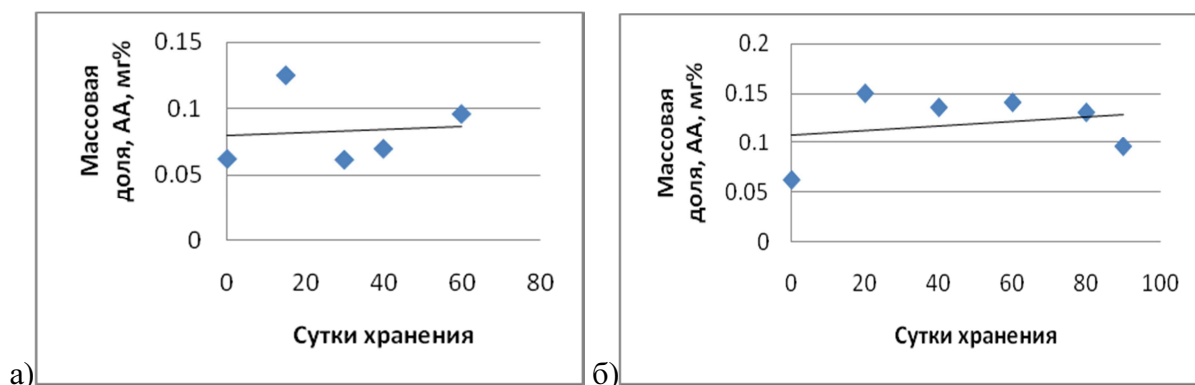 а)
Массовая
доля, АА, мг%
0.15
0.1
0.05
0
0 20 40 60 80
Сутки хранения
б)
Массовая
доля, АА, мг%
0.2
0.15
0.1
0.05
0
0 20 40 60 80 100
Сутки хранения